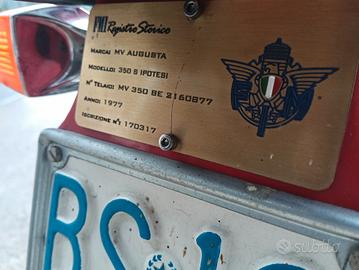 FMI Registro Storico
MARCA: MV AUGUSTA
MODELLO: 350 S IPOTESI
N° TELAIO: MV 350 BE 2160877
ANNO: 1977
ISCRIZIONE N°: 170317
FMI
BS
subito